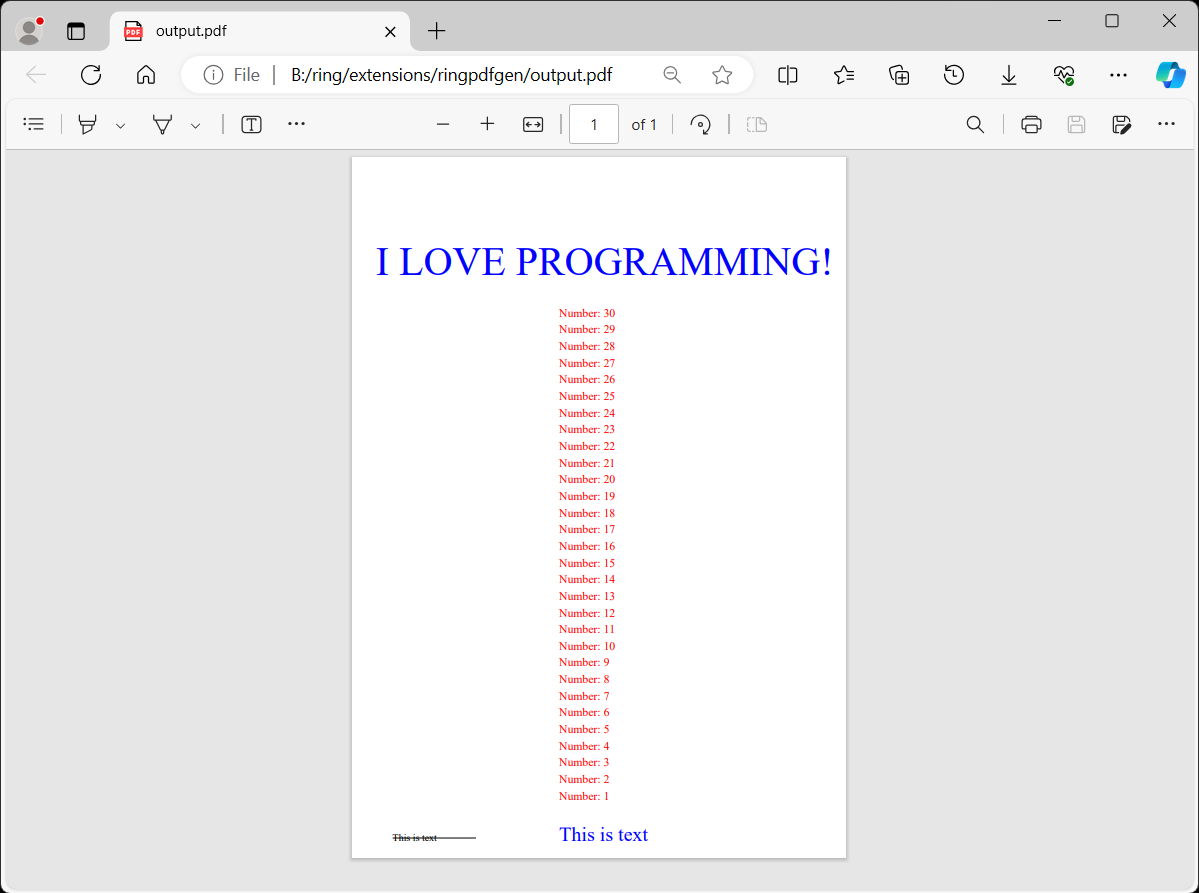 output.pdf
File
B:/ring/extensions/ringpdfgen/output.pdf
1 of 1
I LOVE PROGRAMMING!
Number: 30
Number: 29
Number: 28
Number: 27
Number: 26
Number: 25
Number: 24
Number: 23
Number: 22
Number: 21
Number: 20
Number: 19
Number: 18
Number: 17
Number: 16
Number: 15
Number: 14
Number: 13
Number: 12
Number: 11
Number: 10
Number: 9
Number: 8
Number: 7
Number: 6
Number: 5
Number: 4
Number: 3
Number: 2
Number: 1
This is text
This is text